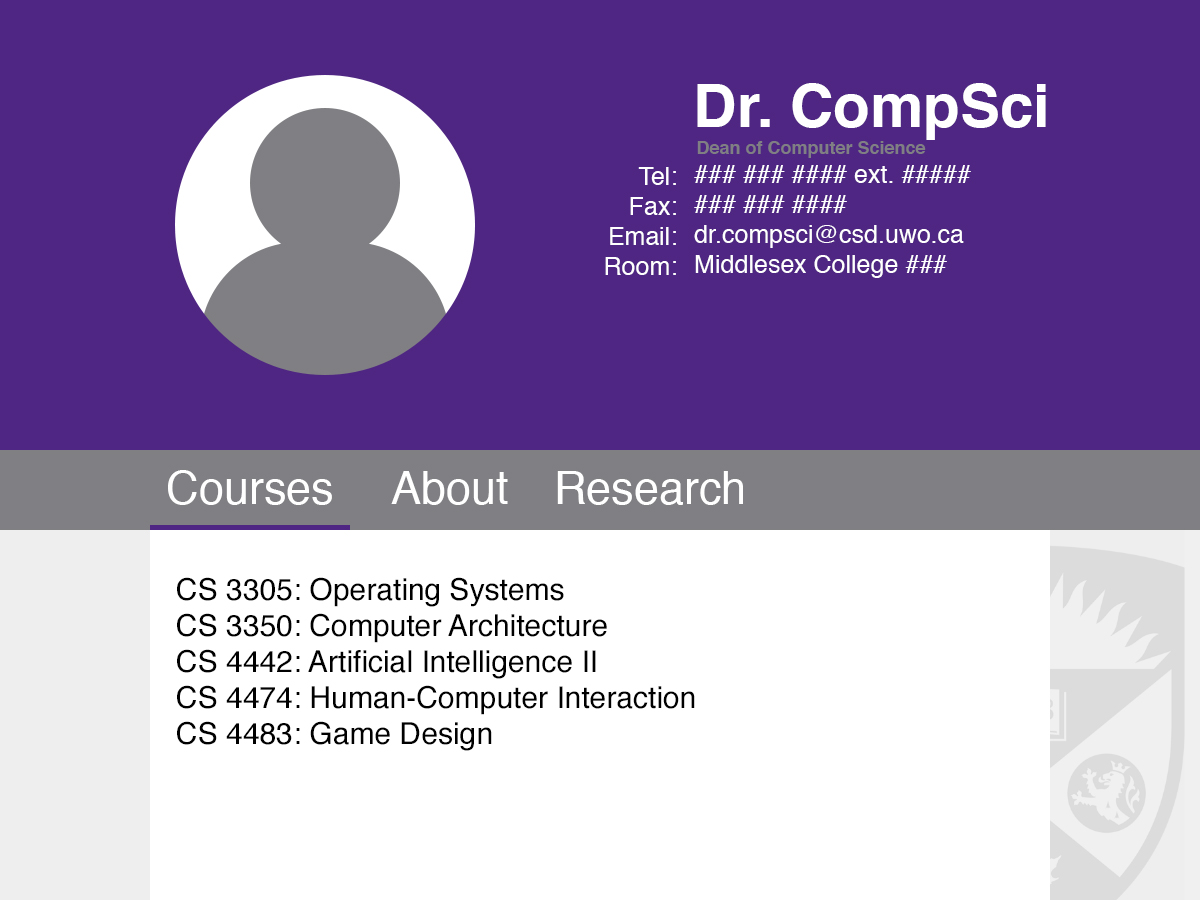 Dr. CompSci
Dean of Computer Science
Tel: ### ### #### ext. #####
Fax: ### ### ####
Email: dr.compsci@csd.uwo.ca
Room: Middlesex College ###
Courses About Research
CS 3305: Operating Systems
CS 3350: Computer Architecture
CS 4442: Artificial Intelligence II
CS 4474: Human-Computer Interaction
CS 4483: Game Design